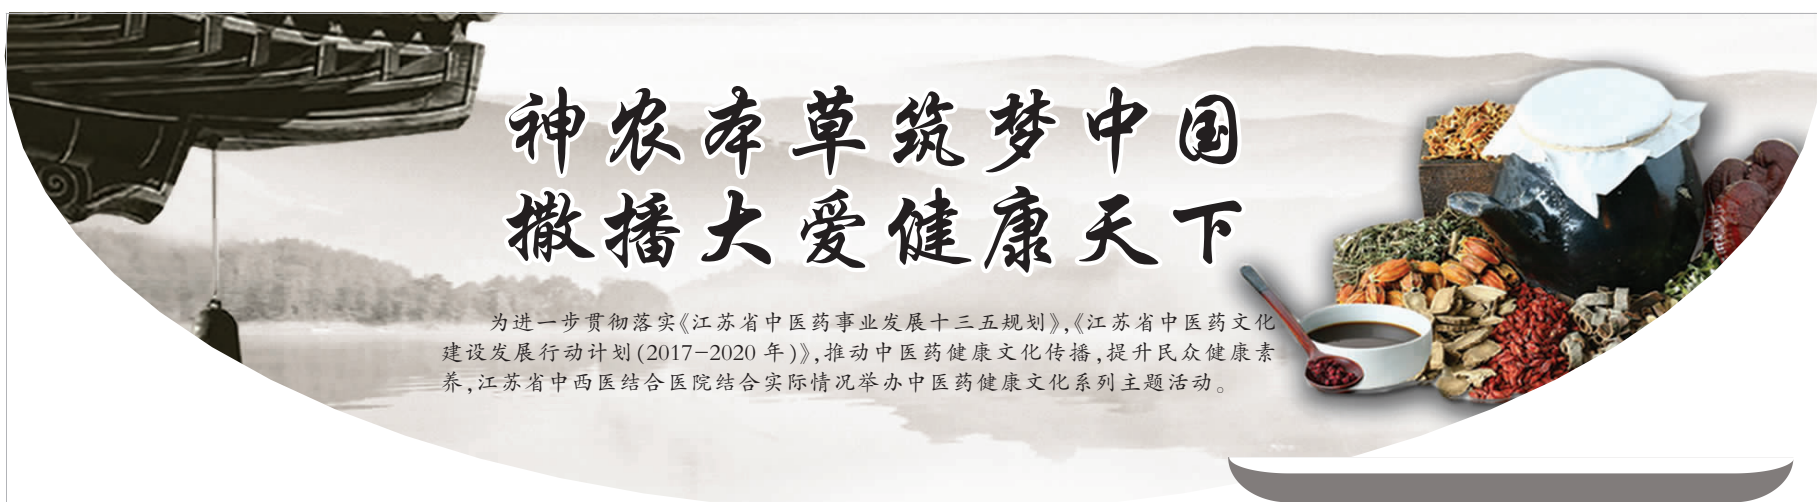 神农本草筑梦中国
撒播大爱健康天下
为进一步贯彻落实《江苏省中医药事业发展十三五规划》,《江苏省中医药文化
建设发展行动计划(2017-2020 年)》,推动中医药健康文化传播,提升民众健康素
养,江苏省中西医结合医院结合实际情况举办中医药健康文化系列主题活动。